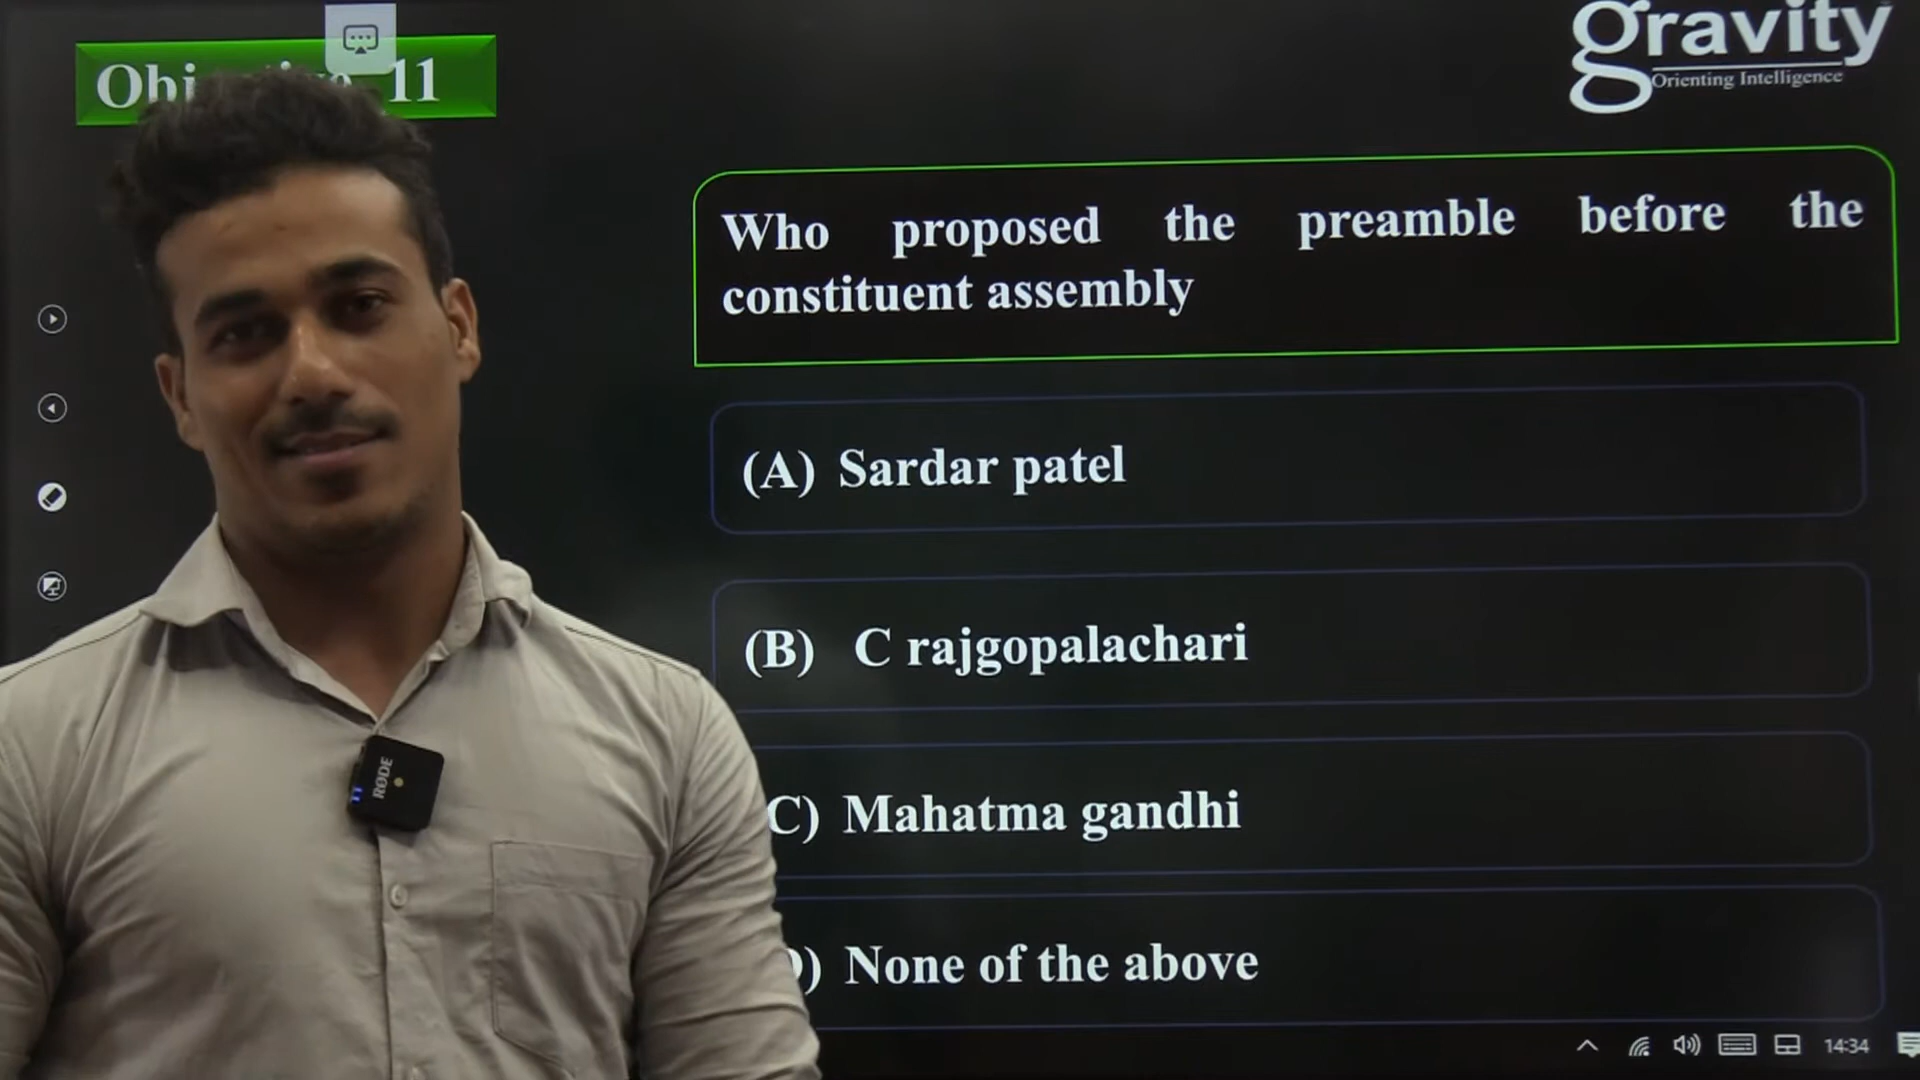 11
gravity
Orienting Intelligence
Who proposed the preamble before the
constituent assembly
(A) Sardar patel
(B) C rajgopalachari
C) Mahatma gandhi
) None of the above
RØDE
14:34